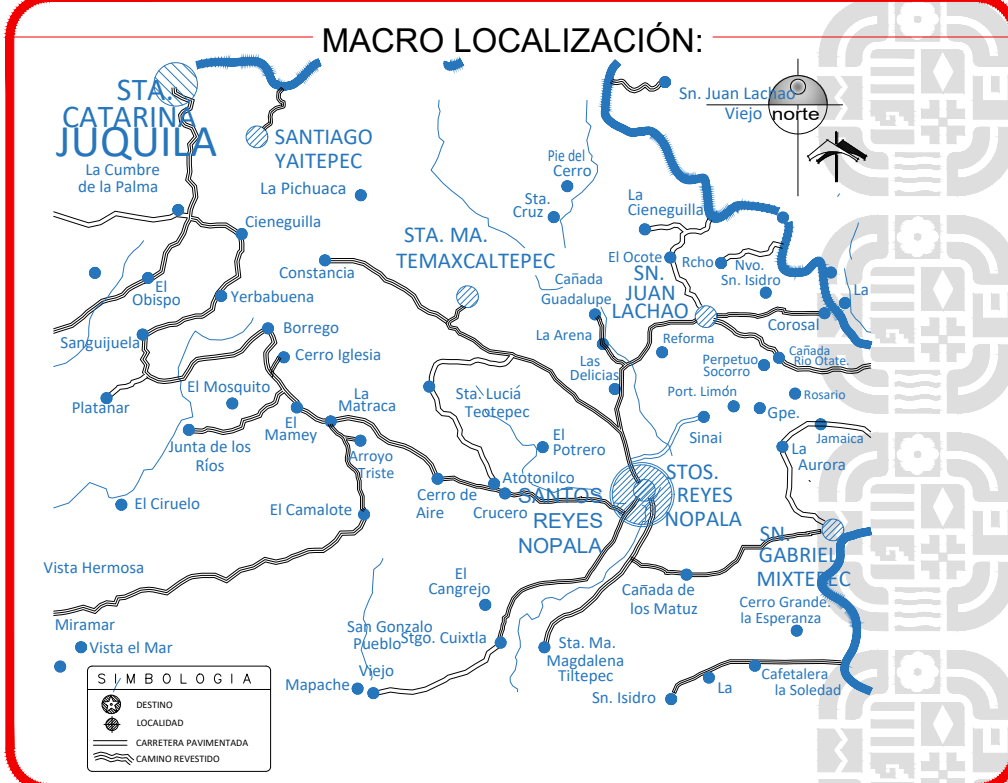 MACRO LOCALIZACIÓN:
STA.
CATARINA
JUQUILA
SANTIAGO
YAITEPEC
Sn. Juan Lachao
Viejo
norte
La Cumbre
de la Palma
La Pichuaca
Pie del
Cerro
Sta.
Cruz
La
Cieneguilla
Cieneguilla
STA. MA.
TEMAXCALTEPEC
Constancia
El Ocote
Rcho
Nvo.
Sn. Isidro
SN.
JUAN
LACHAO
Cañada
Guadalupe
La
El
Obispo
Yerbabuena
Corosal
Sanguijuela
Borrego
Cerro Iglesia
La Arena
Las
Delicias
Reforma
Perpetuo
Socorro
Cañada
Rio Otate.
El Mosquito
La
Matraca
Sta. Luciá
Teotepec
Port. Limón
Rosario
Gpe.
Platanar
El
Mamey
Sinai
Jamaica
Junta de los
Ríos
Arroyo
Triste
El
Potrero
La
Aurora
El Ciruelo
El Camalote
Cerro de
Aire
Atotonilco
Crucero
SANTOS
REYES
NOPALA
STOS.
REYES
NOPALA
SN.
GABRIEL
MIXTEPEC
Vista Hermosa
El
Cangrejo
Cañada de
los Matuz
Cerro Grande.
la Esperanza
Miramar
Vista el Mar
San Gonzalo
Pueblo
Viejo
Stgo. Cuixtla
Sta. Ma.
Magdalena
Tiltepec
Mapache
Sn. Isidro
La
Cafetalera
la Soledad
SIMBOLOGIA
DESTINO
LOCALIDAD
CARRETERA PAVIMENTADA
CAMINO REVESTIDO